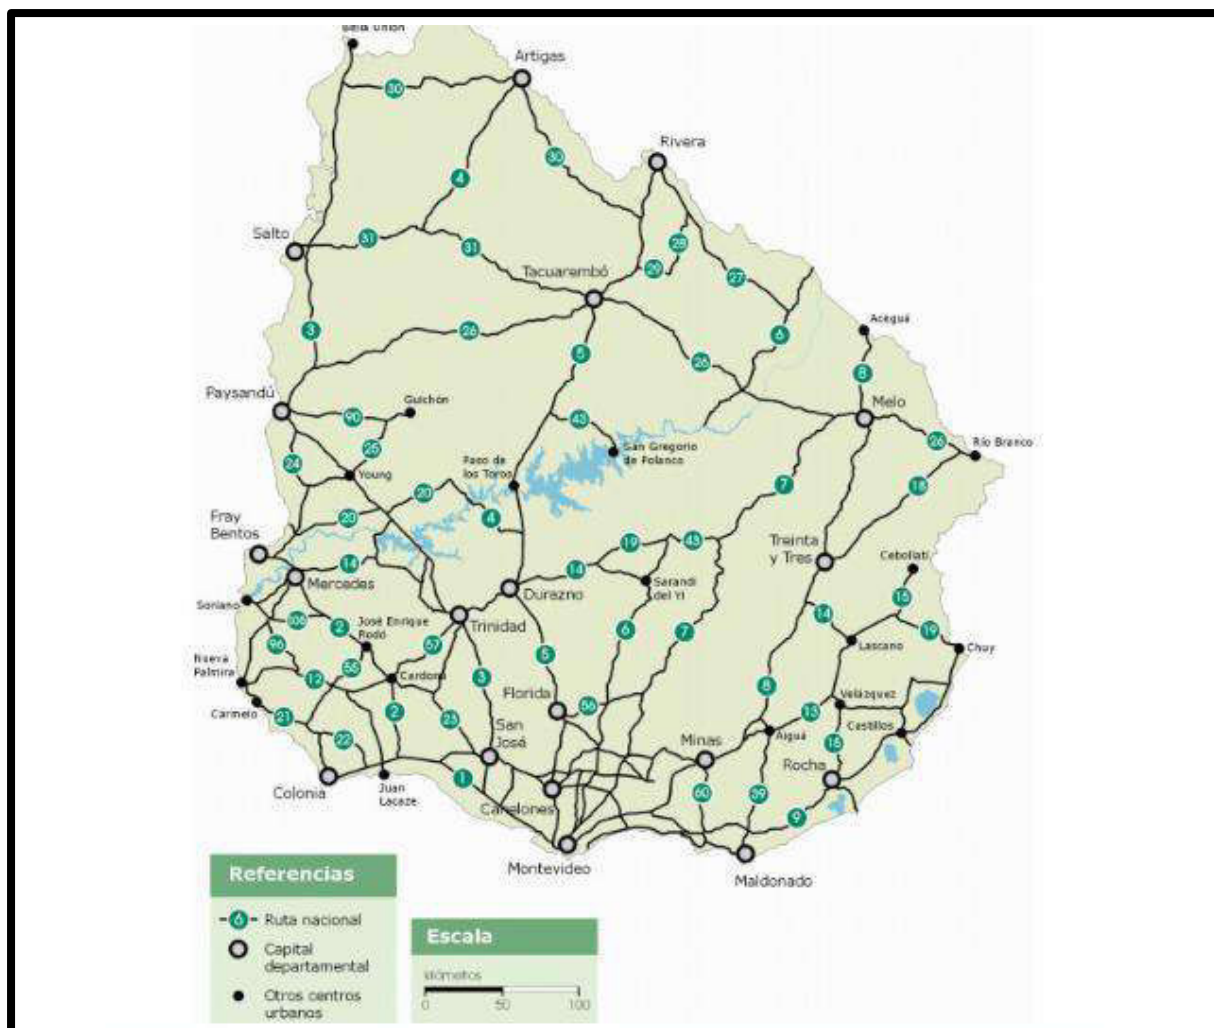 Bella Unión
Artigas
30
Rivera
30
4
Salto
31
31
28
29
27
Tacuarembó
3
26
5
6
Aceguá
26
8
Paysandú
Guichón
90
43
Melo
25
24
San Gregorio
de Polanco
26
Río Branco
Paso de
los Toros
Young
20
7
18
Fray
Bentos
20
4
19
43
Treinta
y Tres
Cebollatí
14
Mercedes
14
Durazno
Sarandí
del Yí
15
Soriano
106
2
José Enrique
Rodó
Trinidad
14
19
Chuy
96
57
6
7
Lascano
Nueva
Palmira
55
5
12
Cardona
3
8
Florida
56
13
Velázquez
Carmelo
21
2
23
San
José
Castillos
22
Minas
Aiguá
16
Rocha
Colonia
Juan
Lacaze
1
Canelones
60
39
9
Montevideo
Maldonado
Referencias
6 Ruta nacional
Capital
departamental
Otros centros
urbanos
Escala
kilómetros
0 50 100